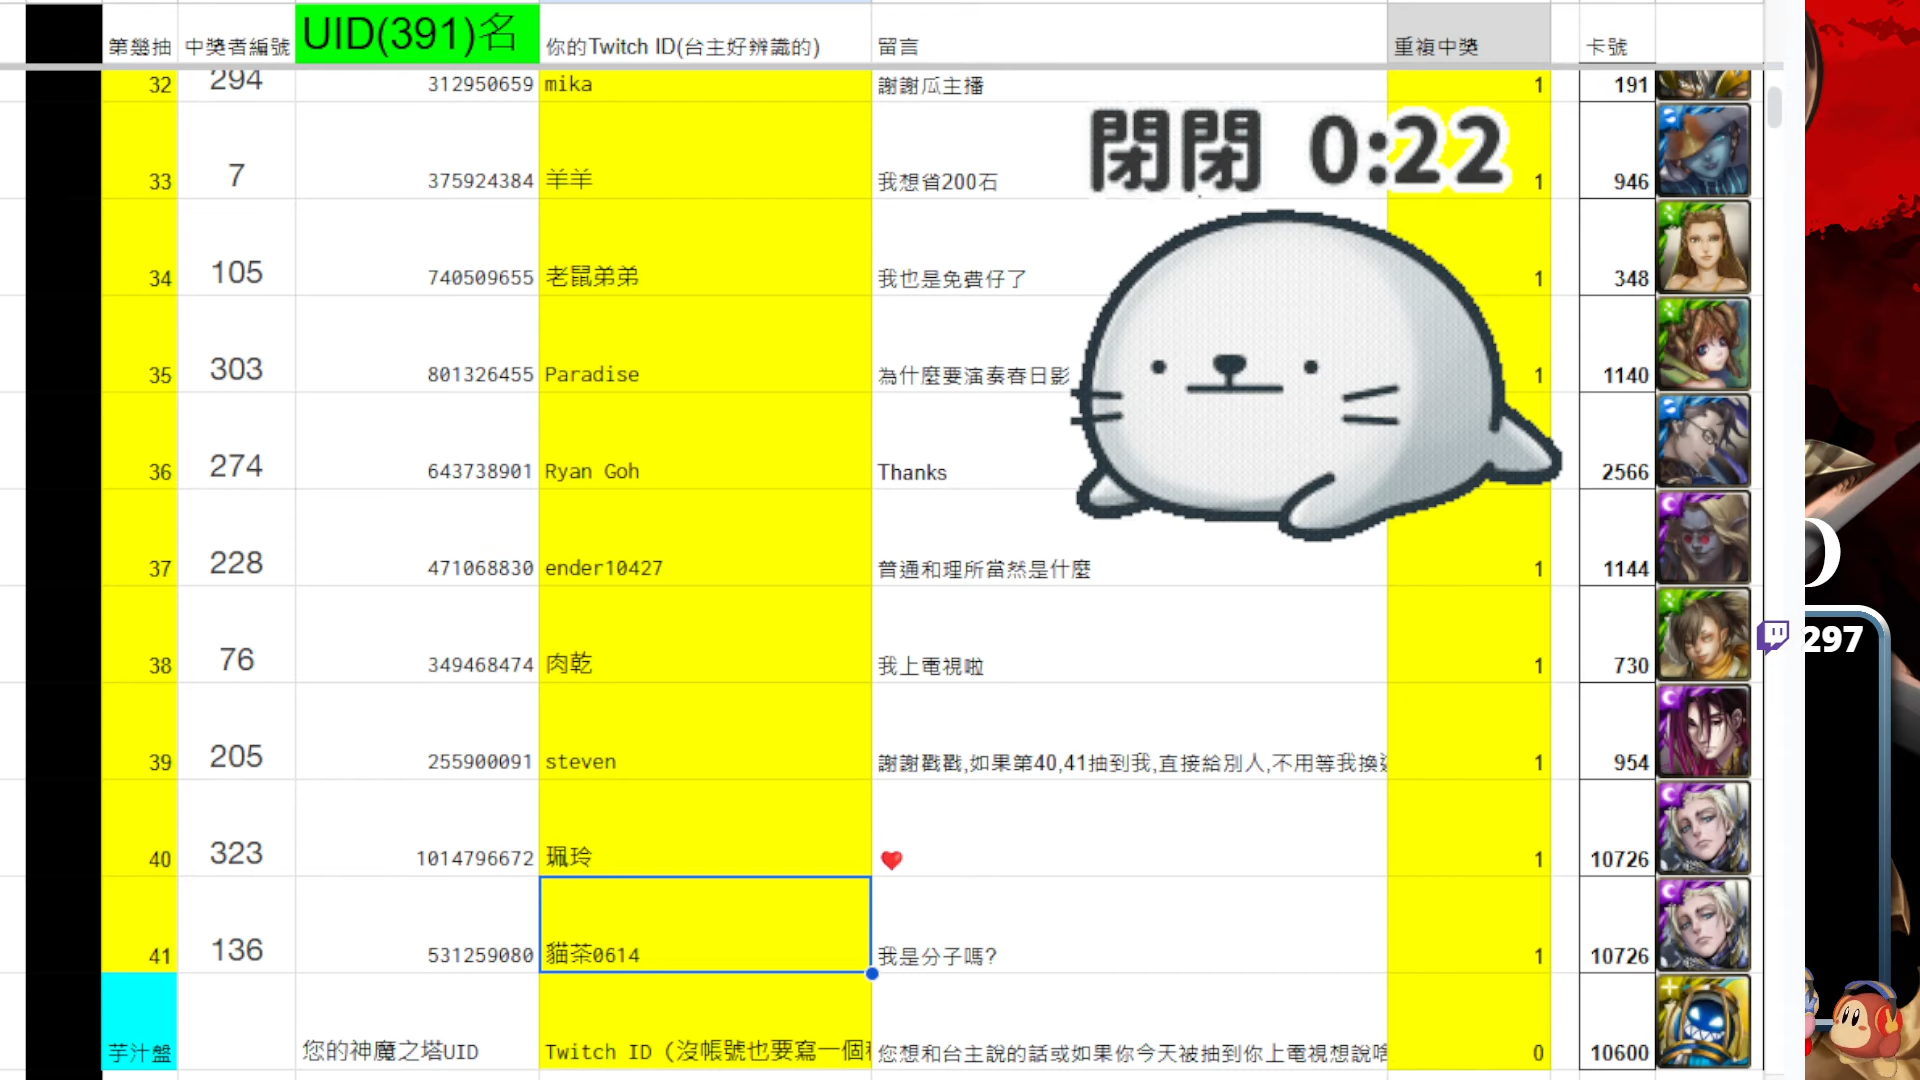 第幾抽 中獎者編號 UID(391)名 你的Twitch ID(台主好辨識的) 留言 重複中獎 卡號
32 294 312950659 mika 謝謝瓜主播 1 191
閉閉 0:22
33 7 375924384 羊羊 我想省200石 1 946
34 105 740509655 老鼠弟弟 我也是免費仔了 1 348
35 303 801326455 Paradise 為什麼要演奏春日影 1 1140
36 274 643738901 Ryan Goh Thanks 2566
37 228 471068830 ender10427 普通和理所當然是什麼 1 1144
38 76 349468474 肉乾 我上電視啦 1 730
297
39 205 255900091 steven 謝謝戳戳,如果第40,41抽到我,直接給別人,不用等我換 1 954
40 323 1014796672 珮玲 ❤ 1 10726
41 136 531259080 貓茶0614 我是分子嗎? 1 10726
芋汁盤 您的神魔之塔UID Twitch ID (沒帳號也要寫一個 您想和台主說的話或如果你今天被抽到你上電視想說啥 0 10600